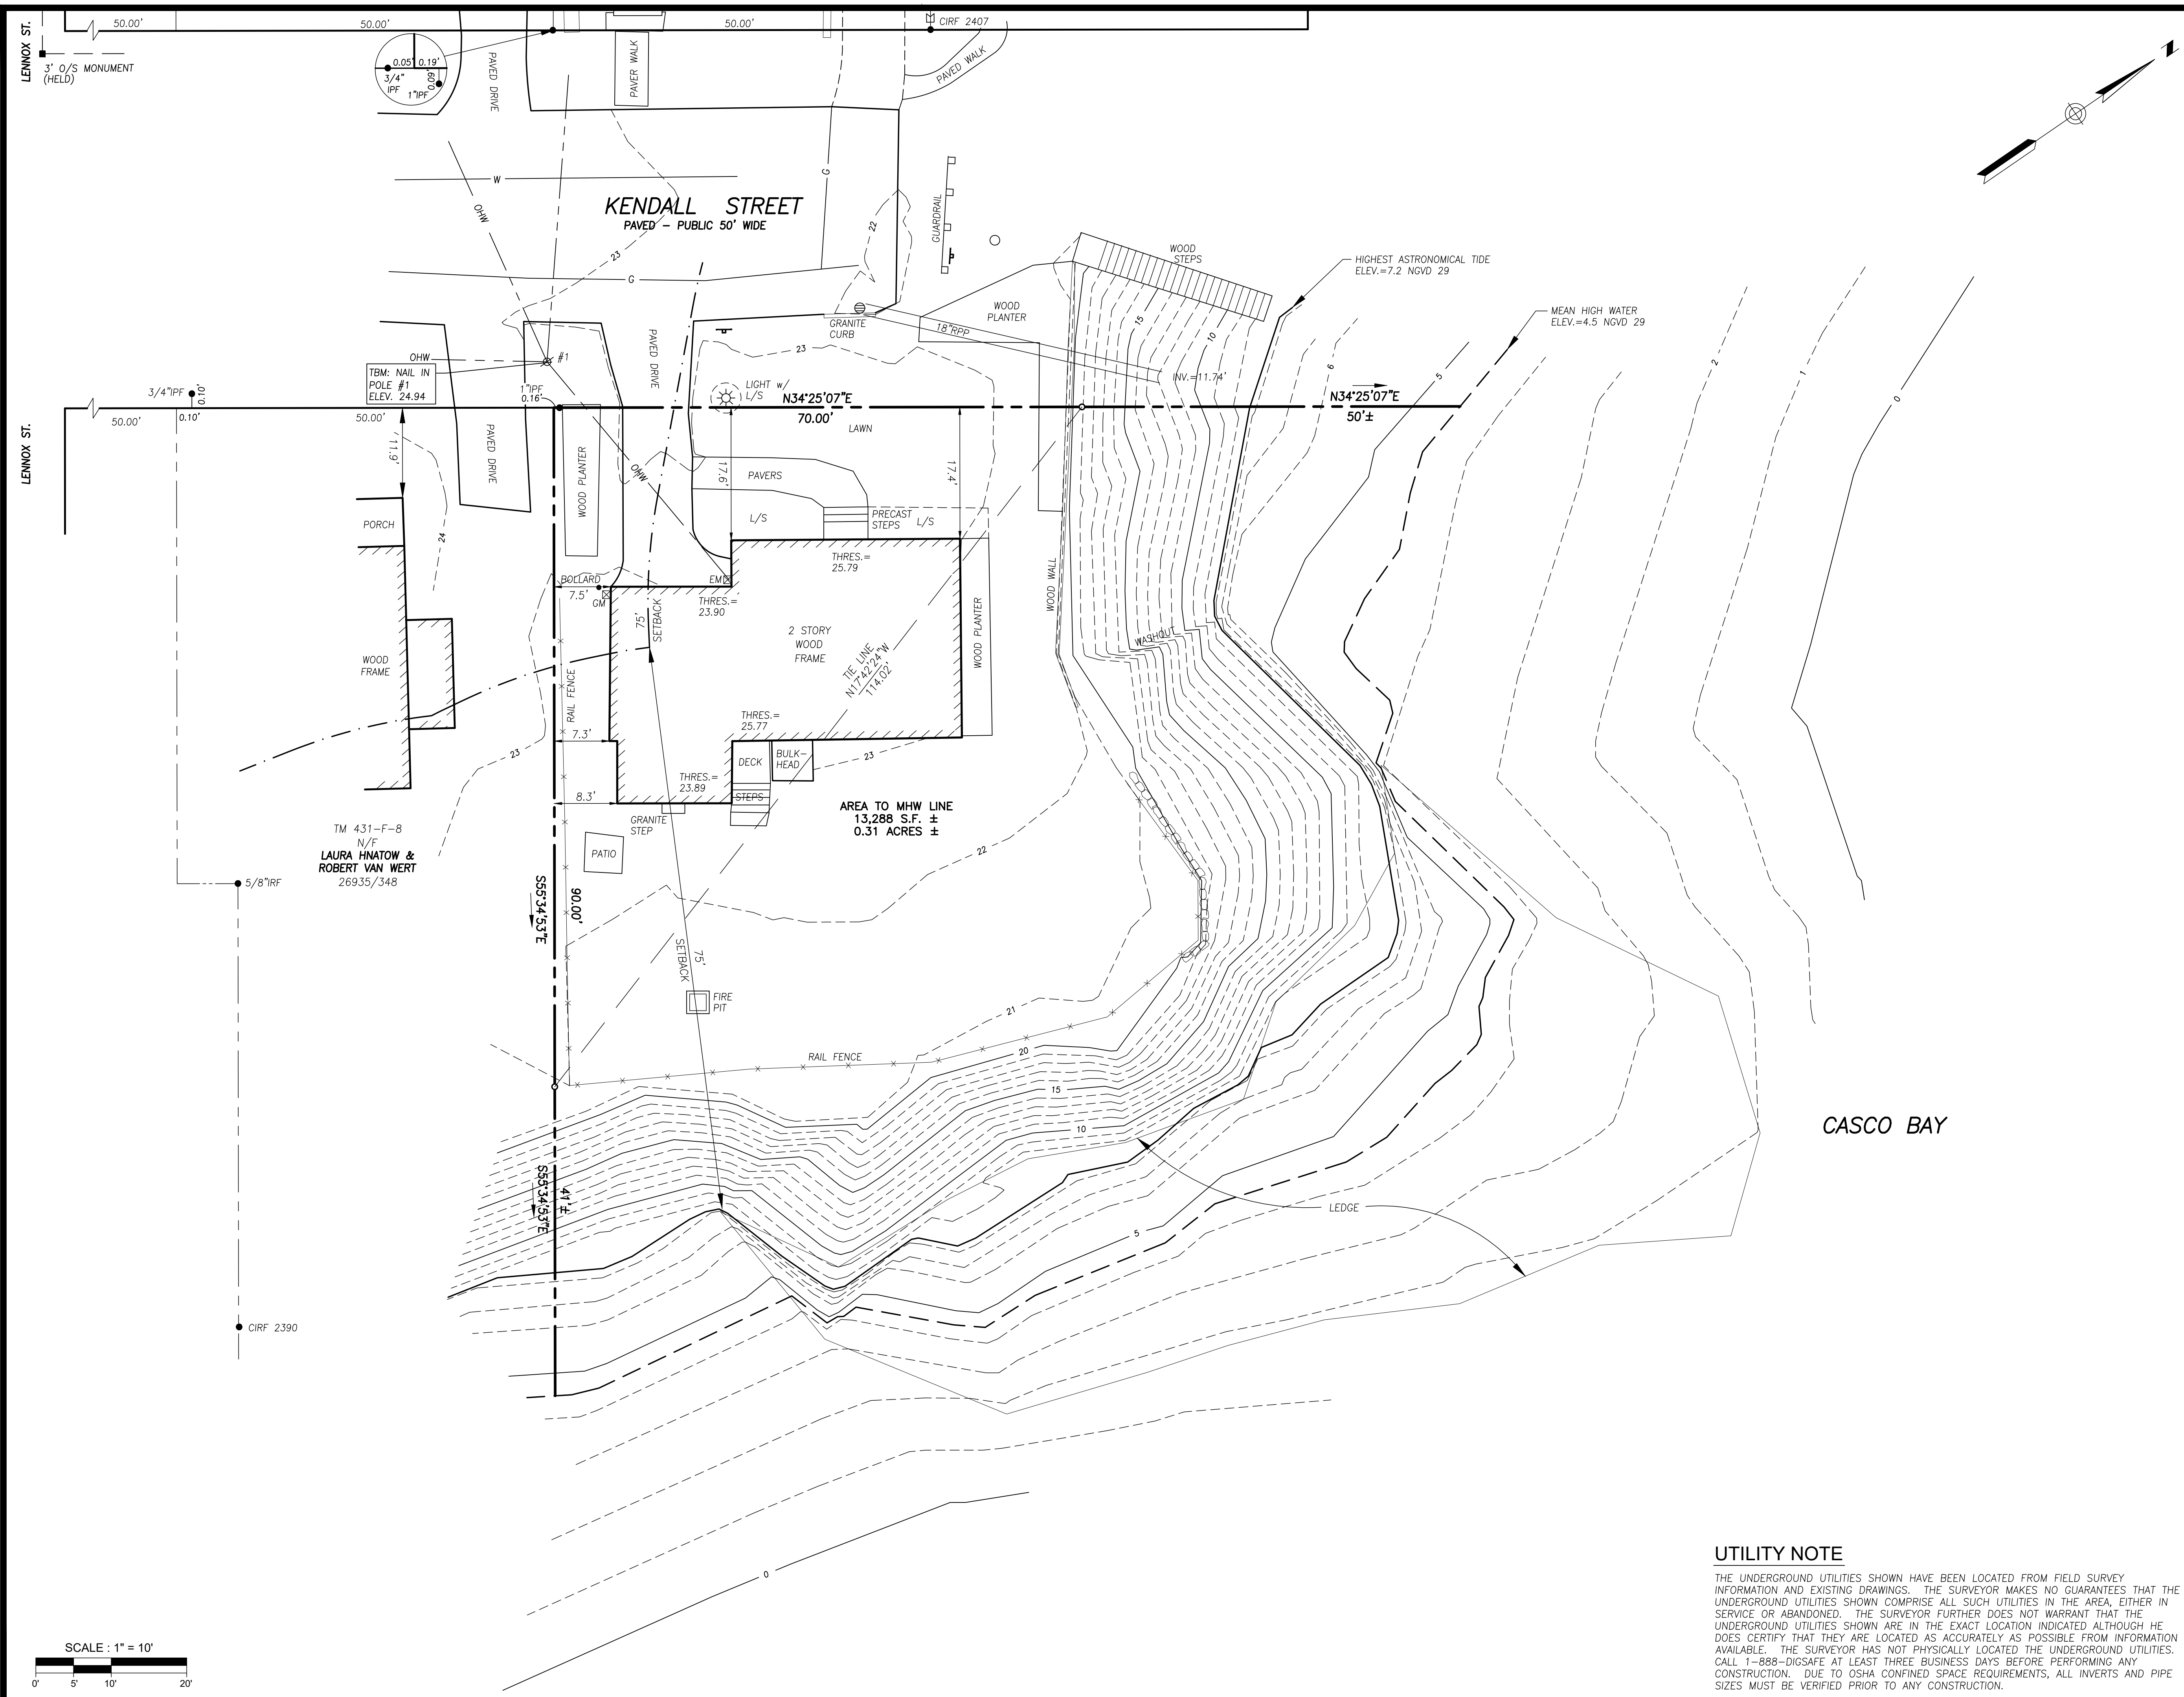 LENNOX ST.
50.00'
50.00'
50.00'
CIRF 2407
3' O/S MONUMENT
(HELD)
0.05'
0.19'
0.09'
3/4"
IPF
1"IPF
PAVED DRIVE
PAVER WALK
PAVED WALK
W
OHW
G
KENDALL STREET
PAVED - PUBLIC 50' WIDE
23
22
GUARDRAIL
G
WOOD
STEPS
HIGHEST ASTRONOMICAL TIDE
ELEV.=7.2 NGVD 29
WOOD
PLANTER
MEAN HIGH WATER
ELEV.=4.5 NGVD 29
GRANITE
CURB
18"RPP
15
10
PAVED DRIVE
23
OHW
#1
TBM: NAIL IN
POLE #1
ELEV. 24.94
6
5
2
1
0
INV.=11.74'
3/4"IPF
0.10'
1"IPF
0.16'
LIGHT w/
L/S
N34°25'07"E
70.00'
N34°25'07"E
50'±
LENNOX ST.
50.00'
0.10'
50.00'
LAWN
11.9'
PAVED DRIVE
WOOD PLANTER
OHW
17.6'
PAVERS
17.4'
PORCH
24
L/S
PRECAST
STEPS
L/S
THRES.=
25.79
BOLLARD
7.5'
GM
EM
THRES.=
23.90
75'
SETBACK
WOOD WALL
WOOD PLANTER
2 STORY
WOOD
FRAME
WASHOUT
WOOD
FRAME
TIE LINE
N17°42'24"W
114.02'
RAIL FENCE
THRES.=
25.77
7.3'
23
DECK
BULK-
HEAD
23
THRES.=
23.89
STEPS
8.3'
GRANITE
STEP
AREA TO MHW LINE
13,288 S.F. ±
0.31 ACRES ±
TM 431-F-8
N/F
LAURA HNATOW &
ROBERT VAN WERT
26935/348
PATIO
22
5/8"IRF
S55°34'53"E
90.00'
75'
SETBACK
FIRE
PIT
21
RAIL FENCE
20
15
10
CASCO BAY
S55°34'53"E
41'±
LEDGE
5
CIRF 2390
0
UTILITY NOTE
THE UNDERGROUND UTILITIES SHOWN HAVE BEEN LOCATED FROM FIELD SURVEY
INFORMATION AND EXISTING DRAWINGS. THE SURVEYOR MAKES NO GUARANTEES THAT THE
UNDERGROUND UTILITIES SHOWN COMPRISE ALL SUCH UTILITIES IN THE AREA, EITHER IN
SERVICE OR ABANDONED. THE SURVEYOR FURTHER DOES NOT WARRANT THAT THE
UNDERGROUND UTILITIES SHOWN ARE IN THE EXACT LOCATION INDICATED ALTHOUGH HE
DOES CERTIFY THAT THEY ARE LOCATED AS ACCURATELY AS POSSIBLE FROM INFORMATION
AVAILABLE. THE SURVEYOR HAS NOT PHYSICALLY LOCATED THE UNDERGROUND UTILITIES.
CALL 1-888-DIGSAFE AT LEAST THREE BUSINESS DAYS BEFORE PERFORMING ANY
CONSTRUCTION. DUE TO OSHA CONFINED SPACE REQUIREMENTS, ALL INVERTS AND PIPE
SIZES MUST BE VERIFIED PRIOR TO ANY CONSTRUCTION.
SCALE : 1" = 10'
0'
5'
10'
20'